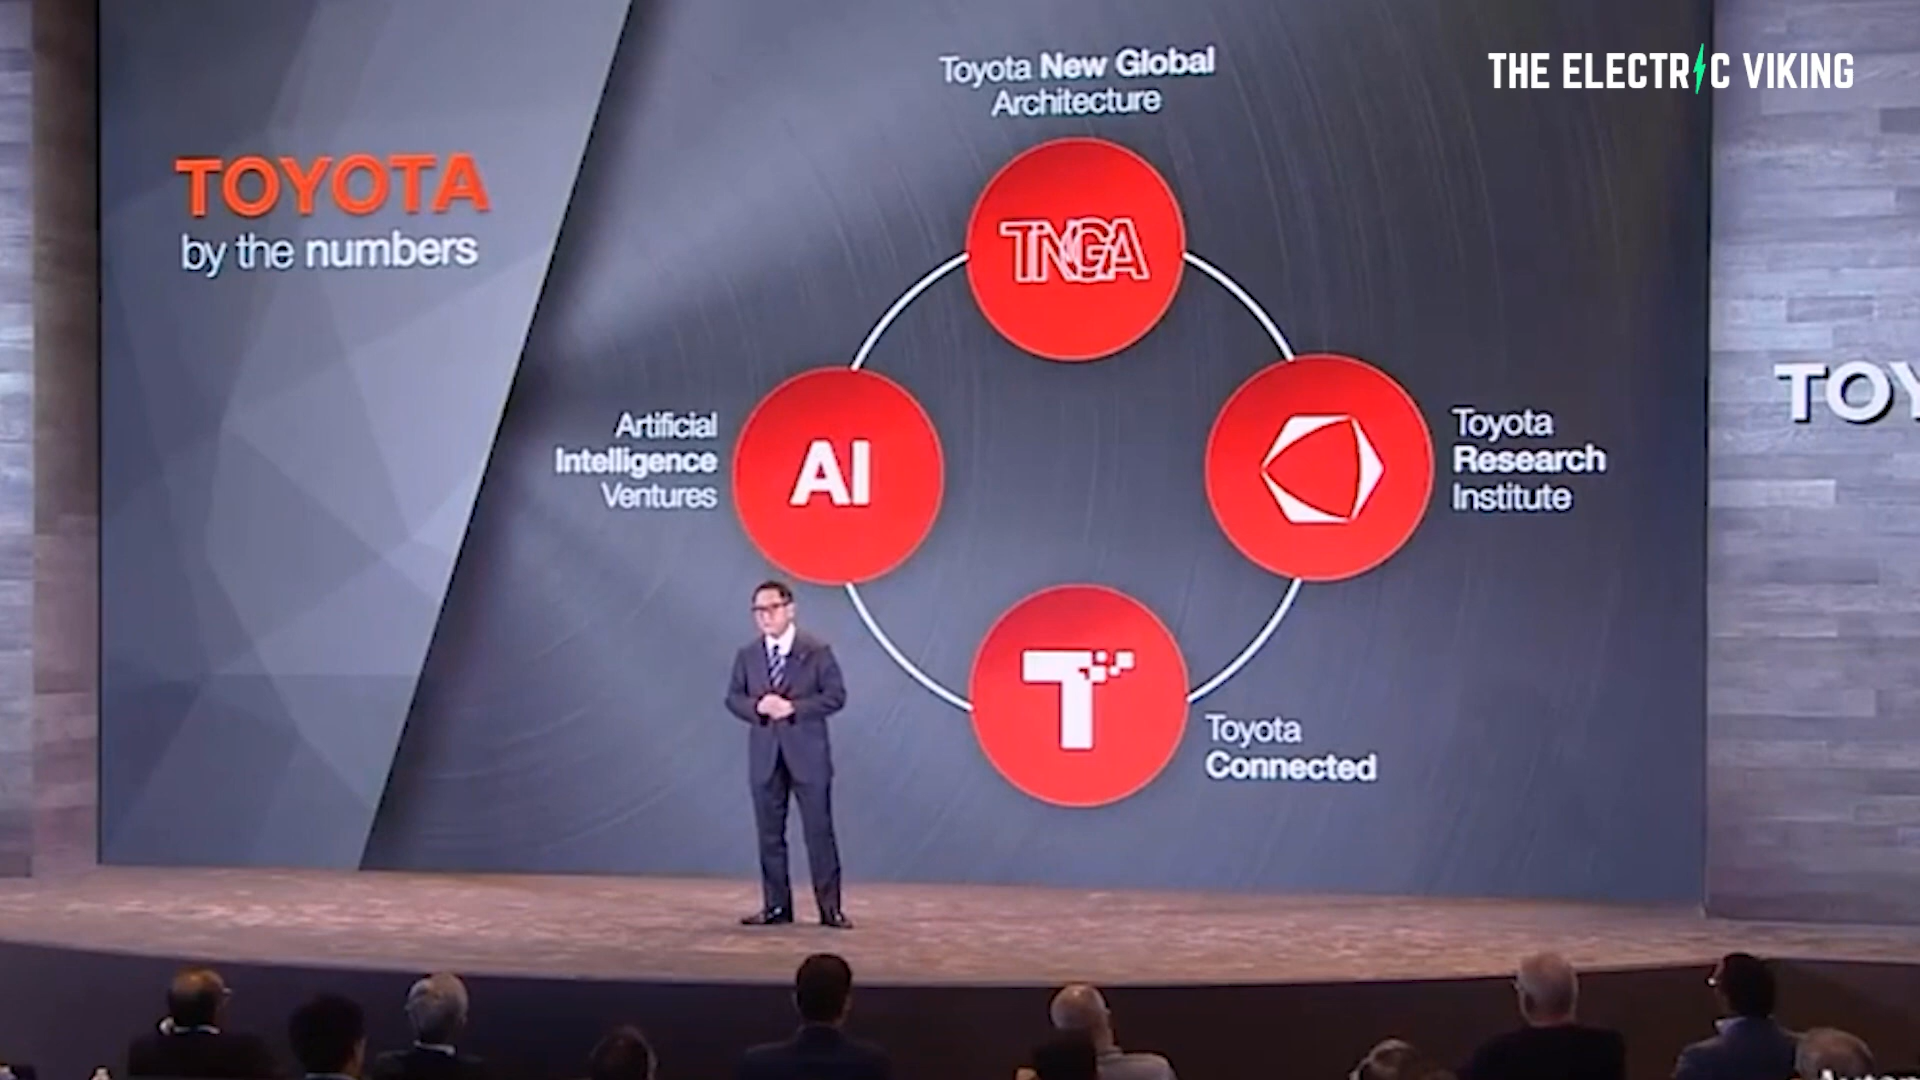 THE ELECTRIC VIKING
TOYOTA
by the numbers
Toyota New Global
Architecture
TNGA
Artificial
Intelligence
Ventures
AI
Toyota
Research
Institute
T
Toyota
Connected
TOY